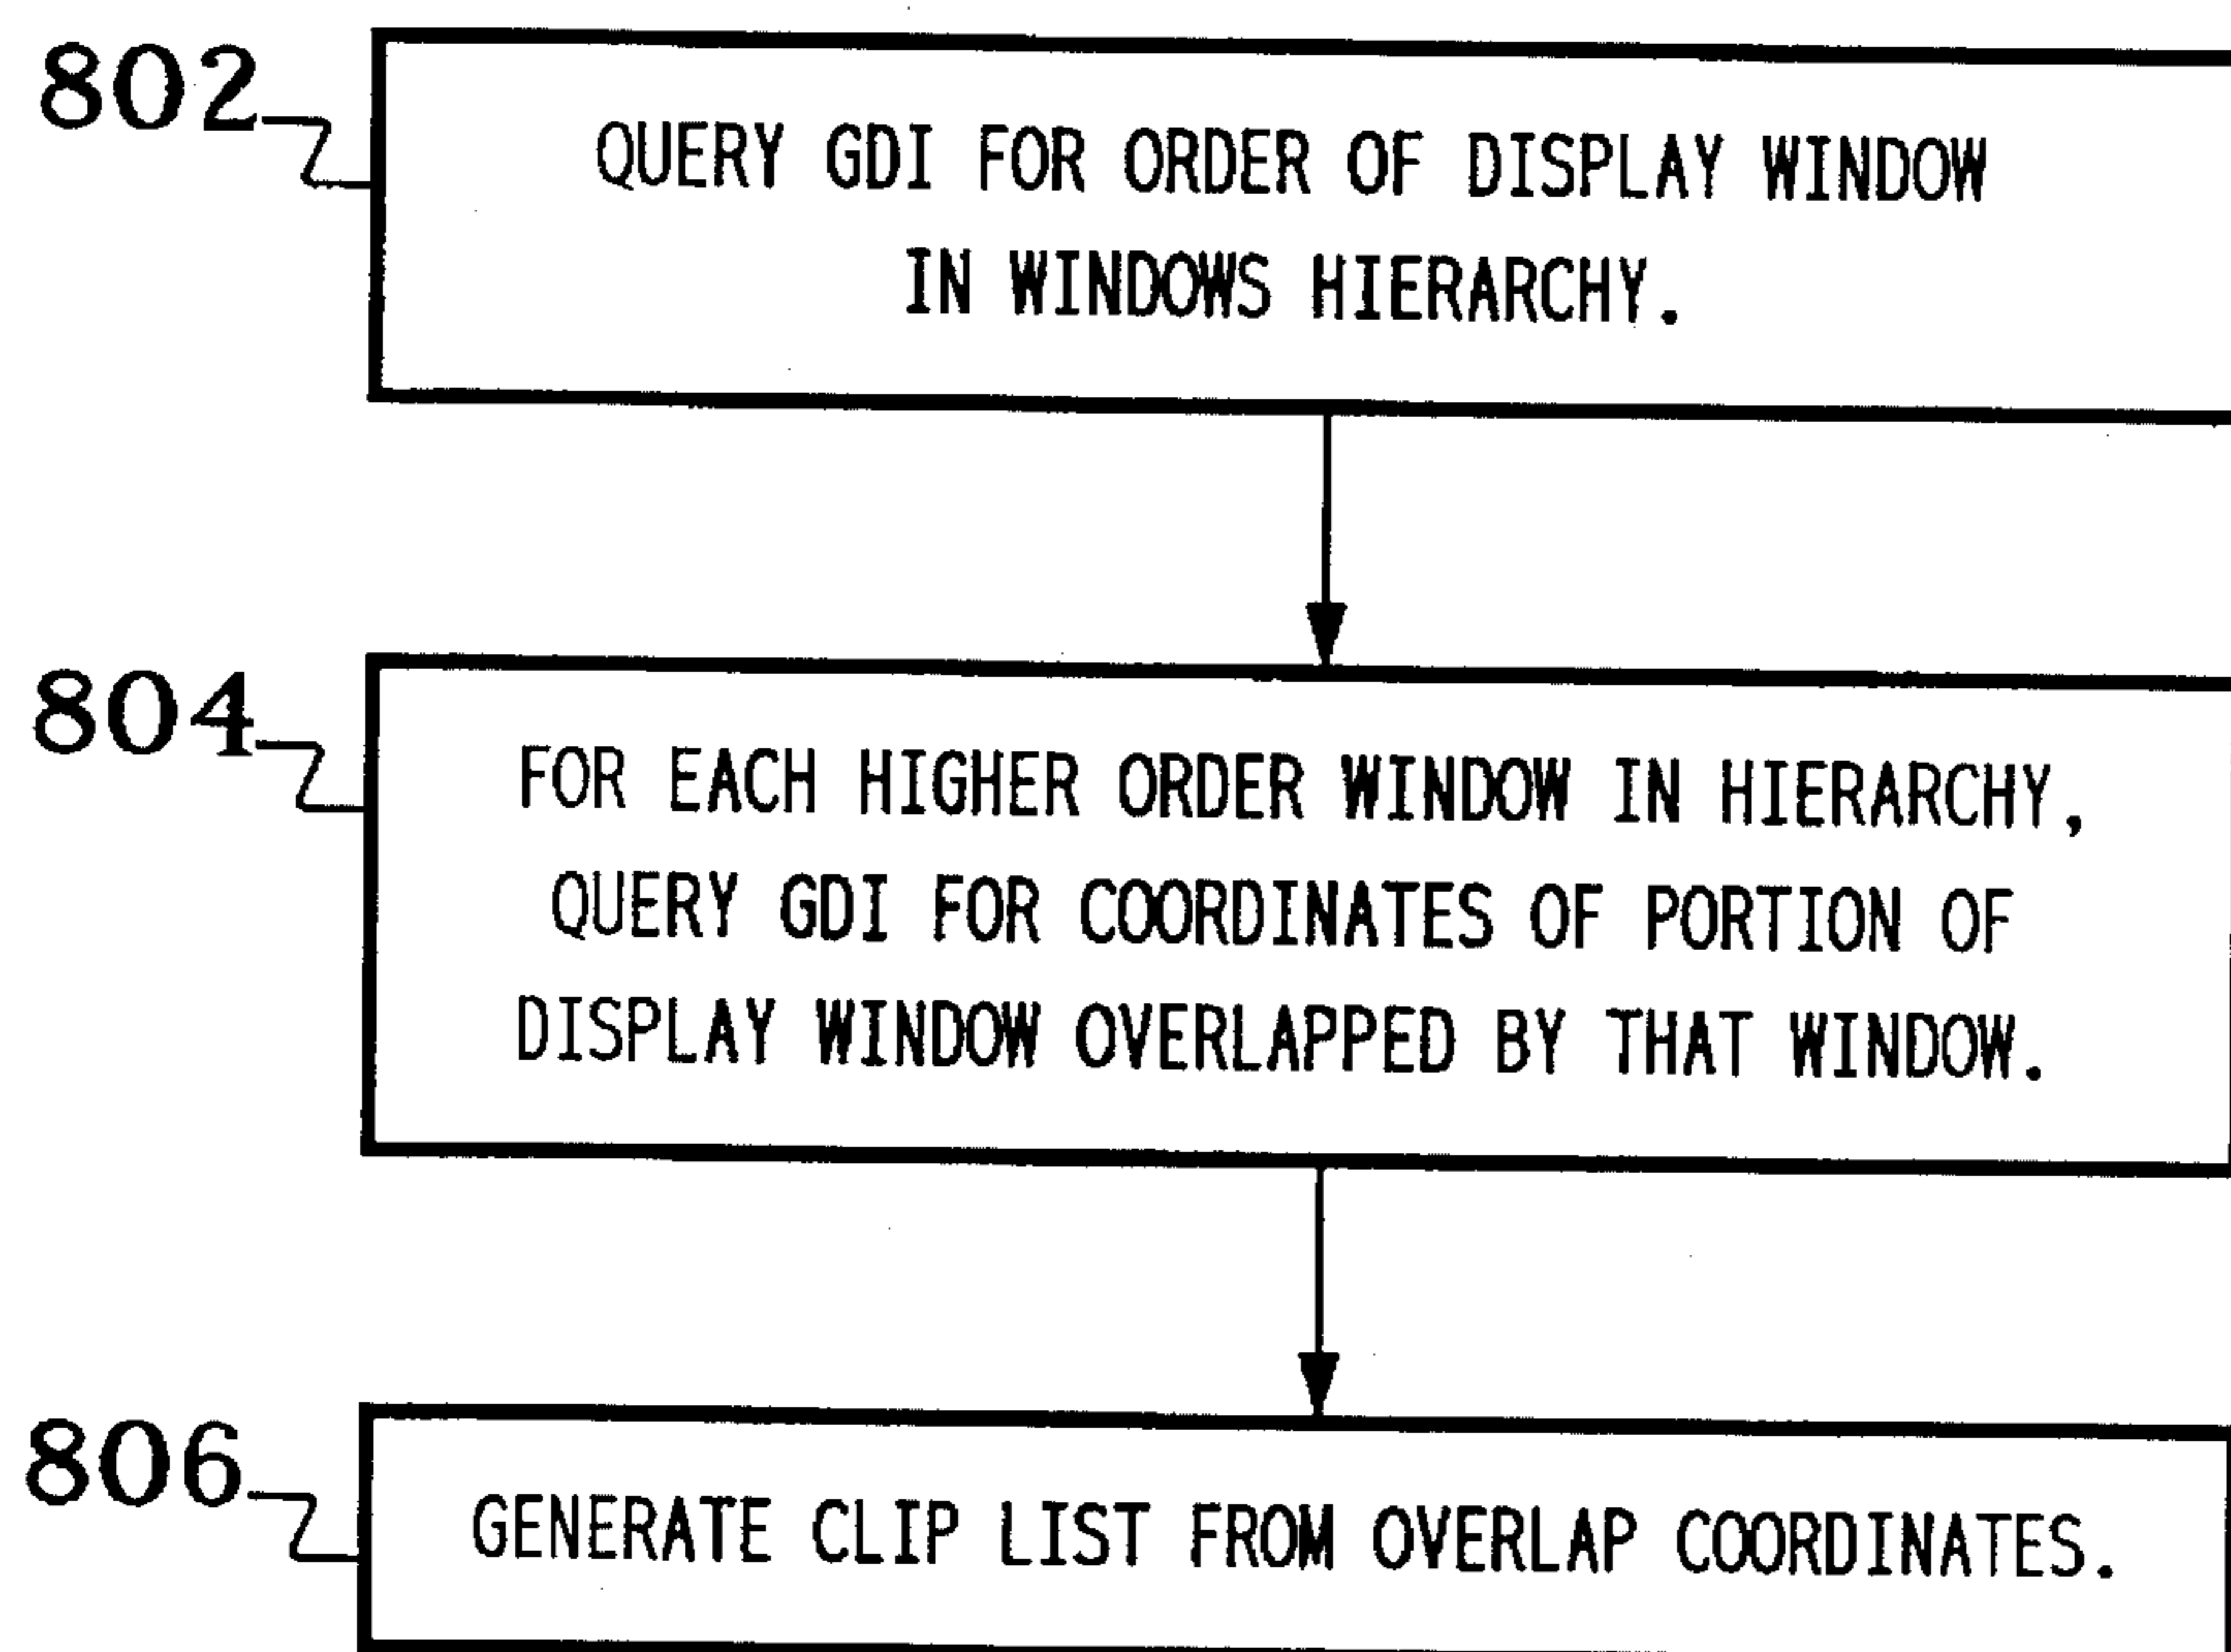 802
QUERY GDI FOR ORDER OF DISPLAY WINDOW
IN WINDOWS HIERARCHY.
804
FOR EACH HIGHER ORDER WINDOW IN HIERARCHY,
QUERY GDI FOR COORDINATES OF PORTION OF
DISPLAY WINDOW OVERLAPPED BY THAT WINDOW.
806
GENERATE CLIP LIST FROM OVERLAP COORDINATES.